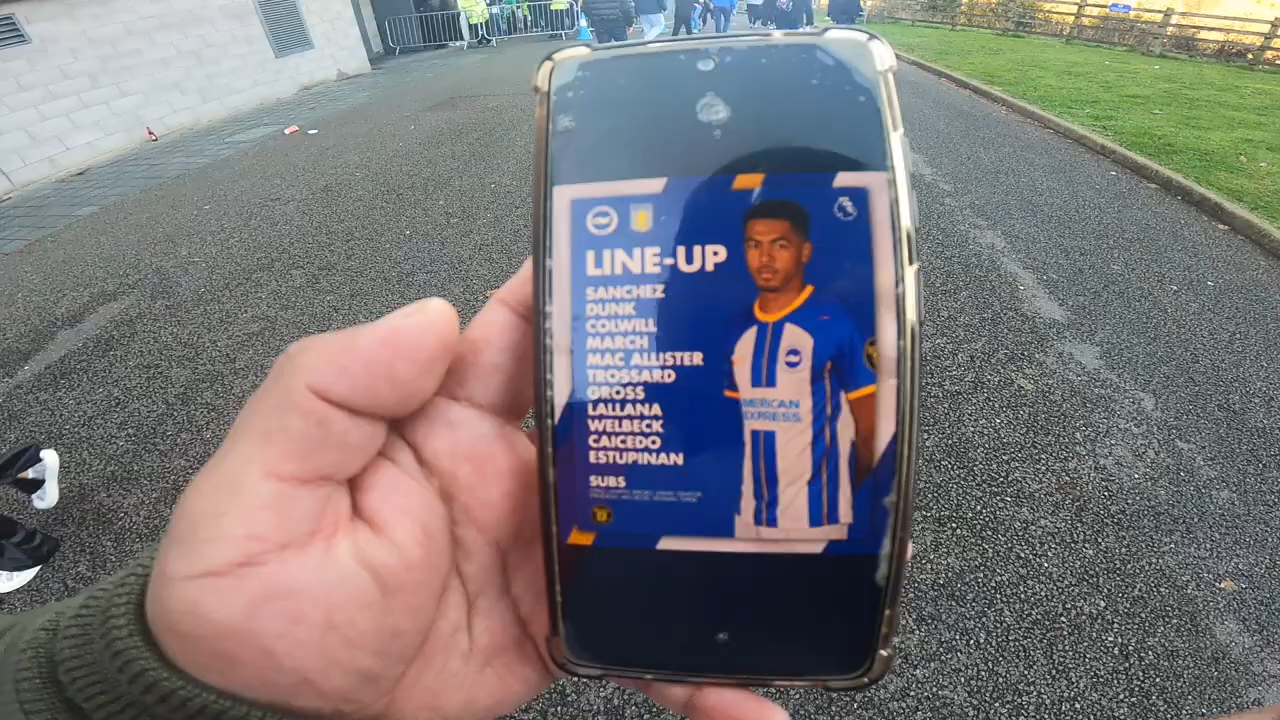 LINE-UP
SANCHEZ
DUNK
COLWILL
MARCH
MAC ALLISTER
TROSSARD
GROSS
LALLANA
WELBECK
CAICEDO
ESTUPINAN
SUBS
AMERICAN
EXPRESS